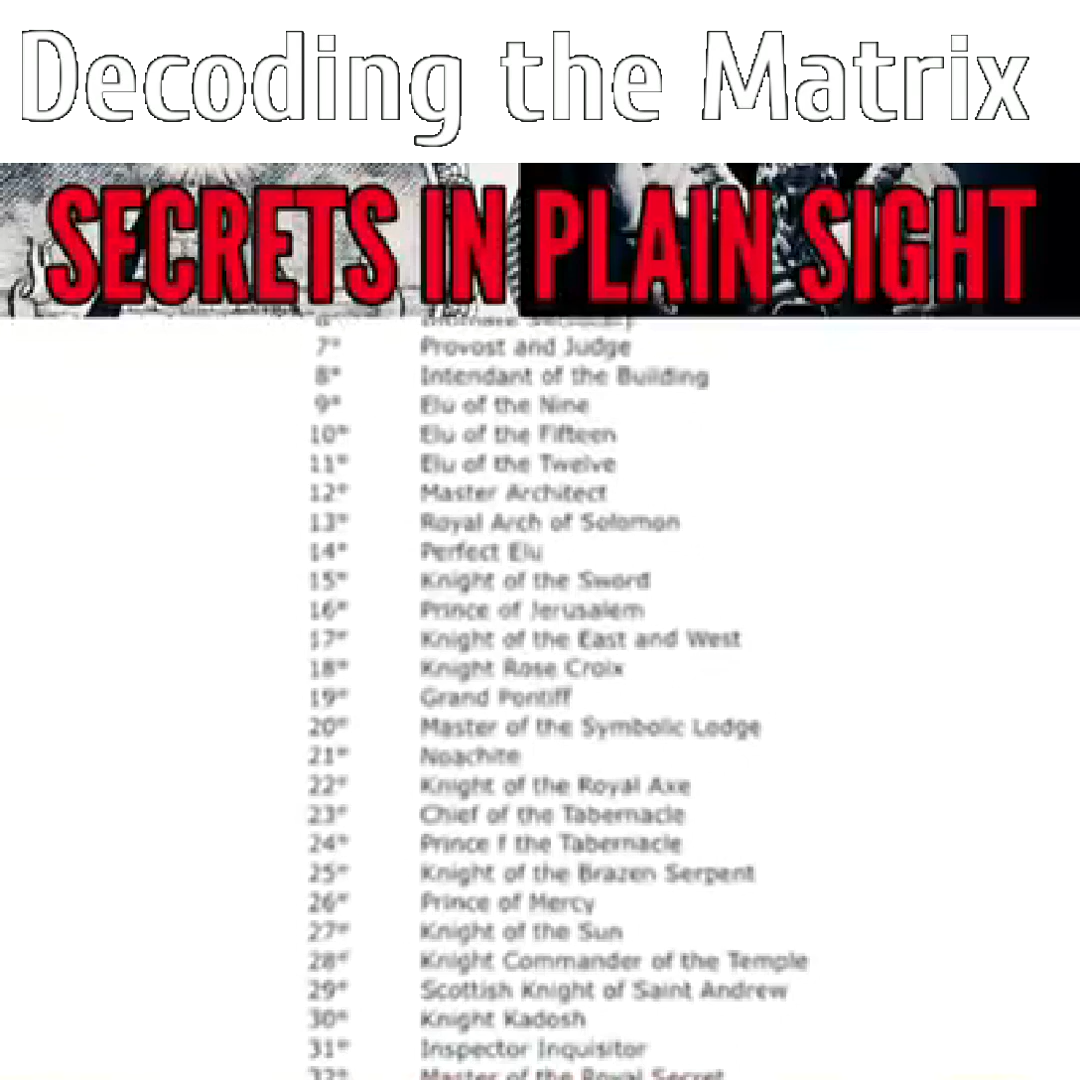 Decoding the Matrix
SECRETS IN PLAIN SIGHT
7° Provost and Judge
8° Intendant of the Building
9° Elu of the Nine
10° Elu of the Fifteen
11° Elu of the Twelve
12° Master Architect
13° Royal Arch of Solomon
14° Perfect Elu
15° Knight of the Sword
16° Prince of Jerusalem
17° Knight of the East and West
18° Knight Rose Croix
19° Grand Pontiff
20° Master of the Symbolic Lodge
21° Noachite
22° Knight of the Royal Axe
23° Chief of the Tabernacle
24° Prince f the Tabernacle
25° Knight of the Brazen Serpent
26° Prince of Mercy
27° Knight of the Sun
28° Knight Commander of the Temple
29° Scottish Knight of Saint Andrew
30° Knight Kadosh
31° Inspector Inquisitor
32° Master of the Royal Secret